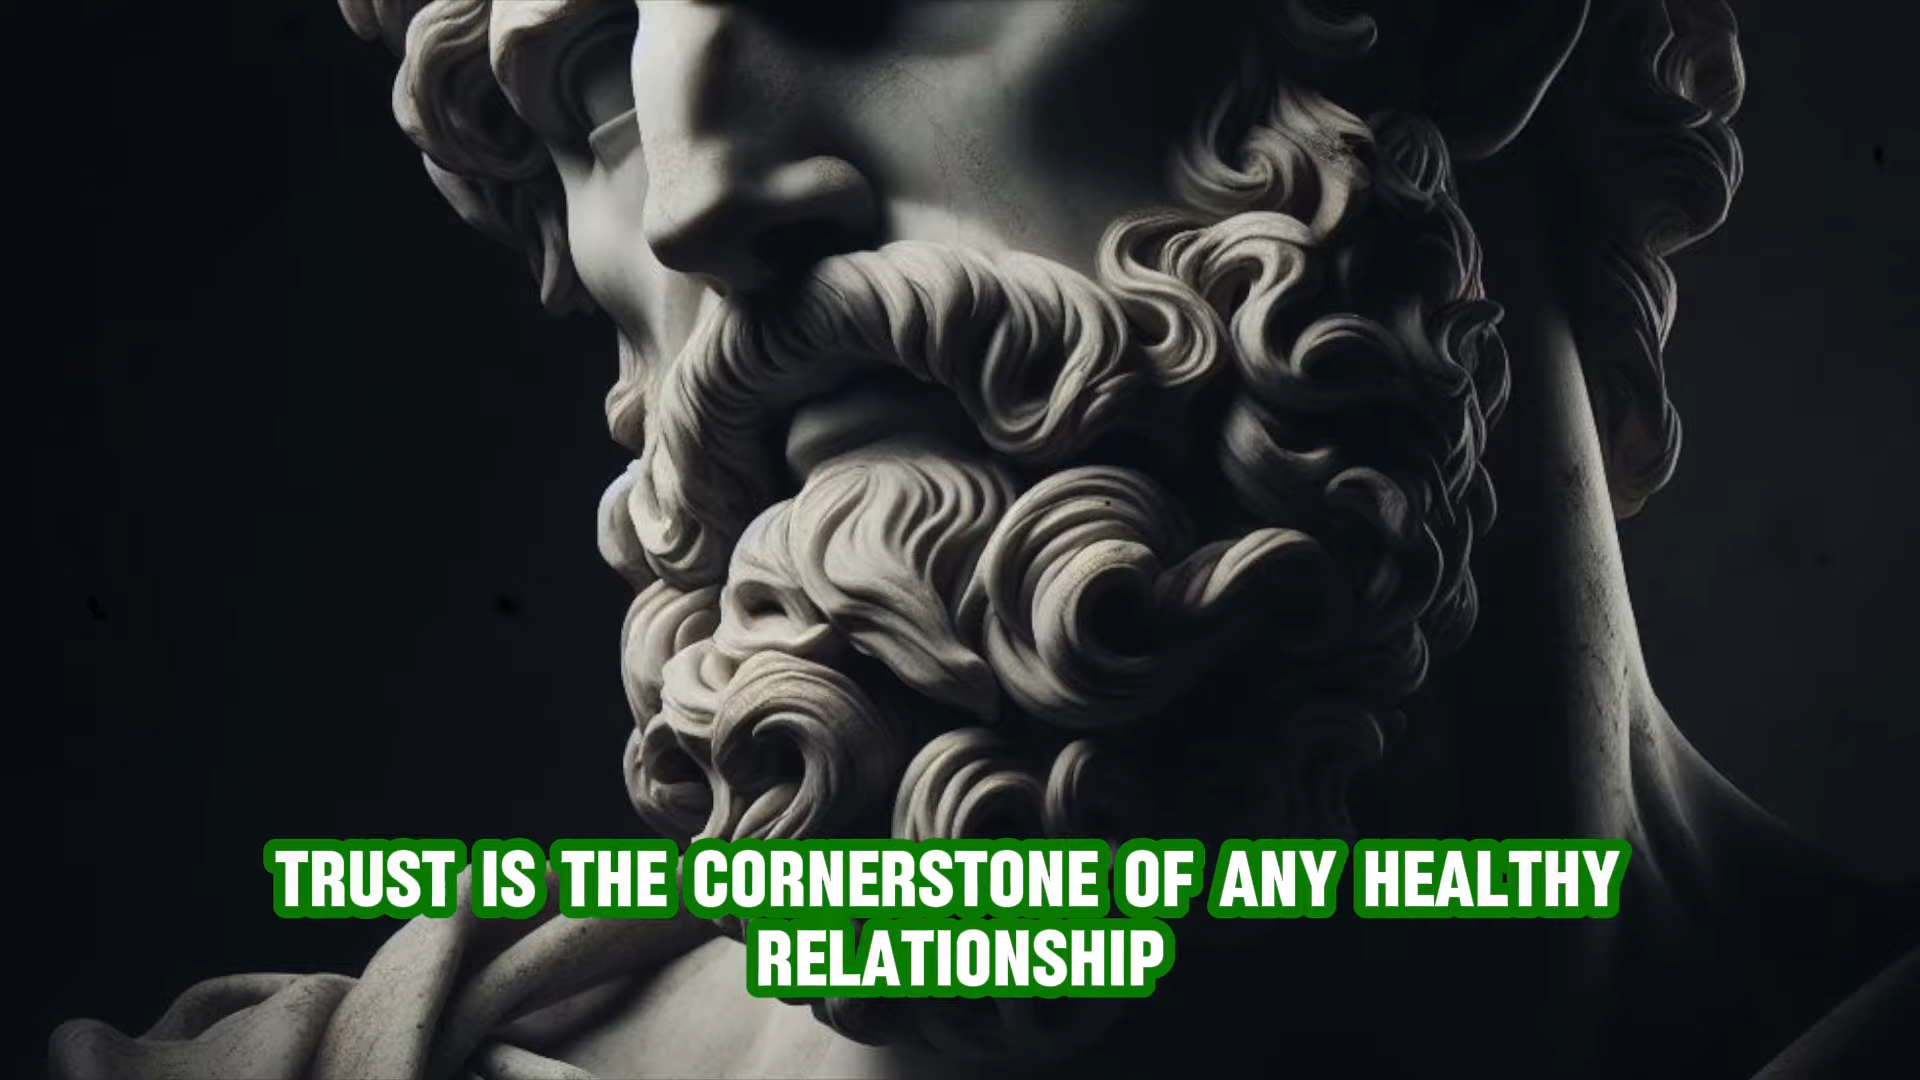 TRUST IS THE CORNERSTONE OF ANY HEALTHY
RELATIONSHIP